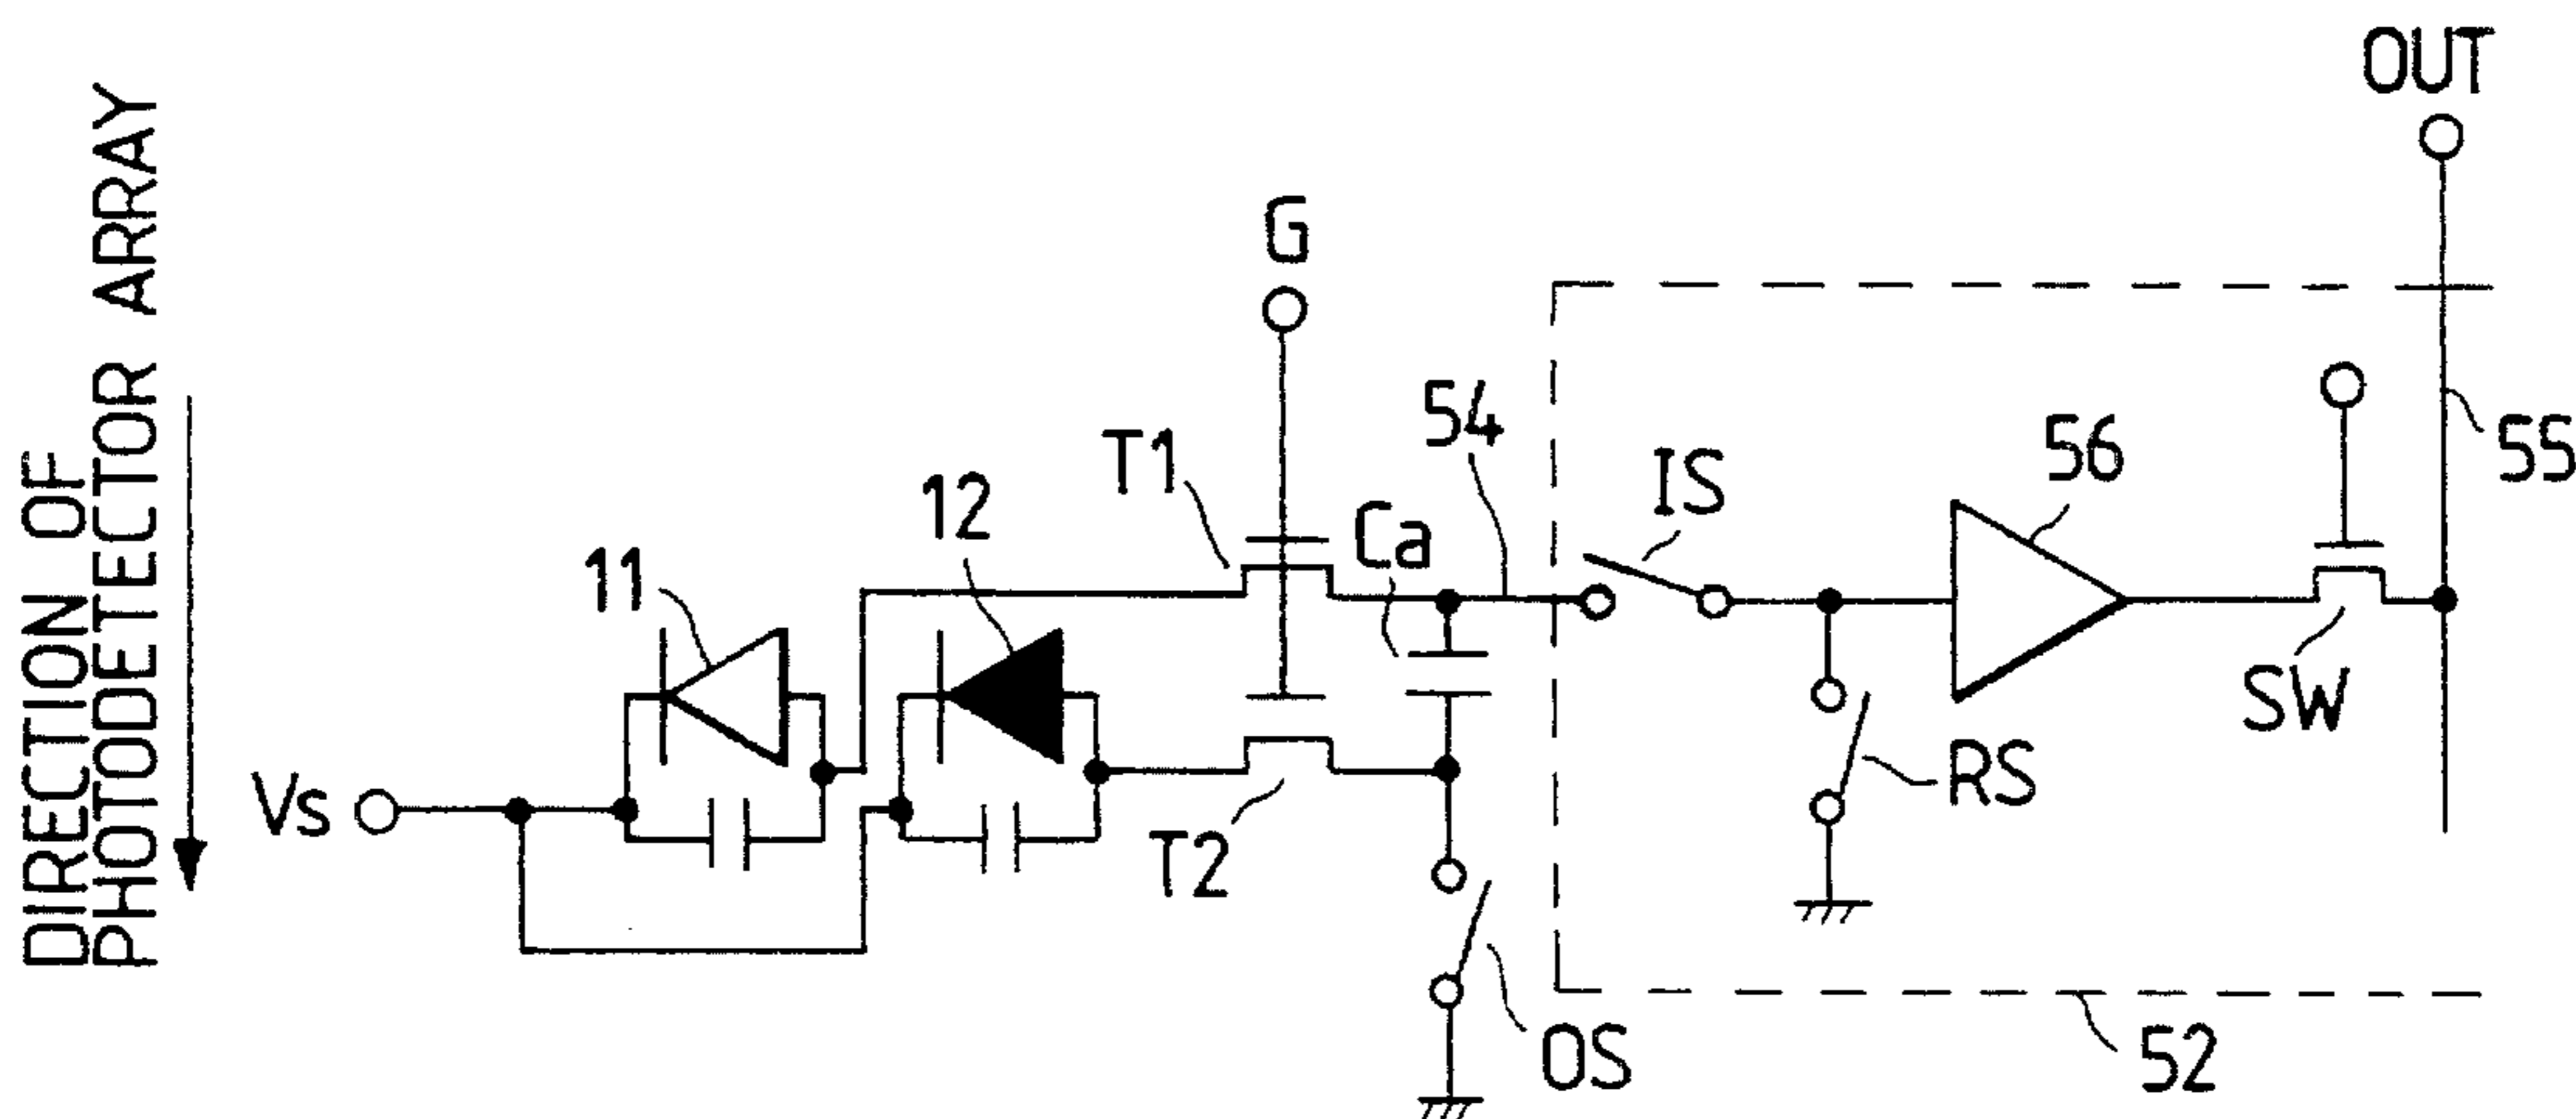 DIRECTION OF
PHOTODETECTOR ARRAY
OUT
G
T1
54
IS
56
55
12
Ca
11
SW
Vs
T2
RS
OS
52